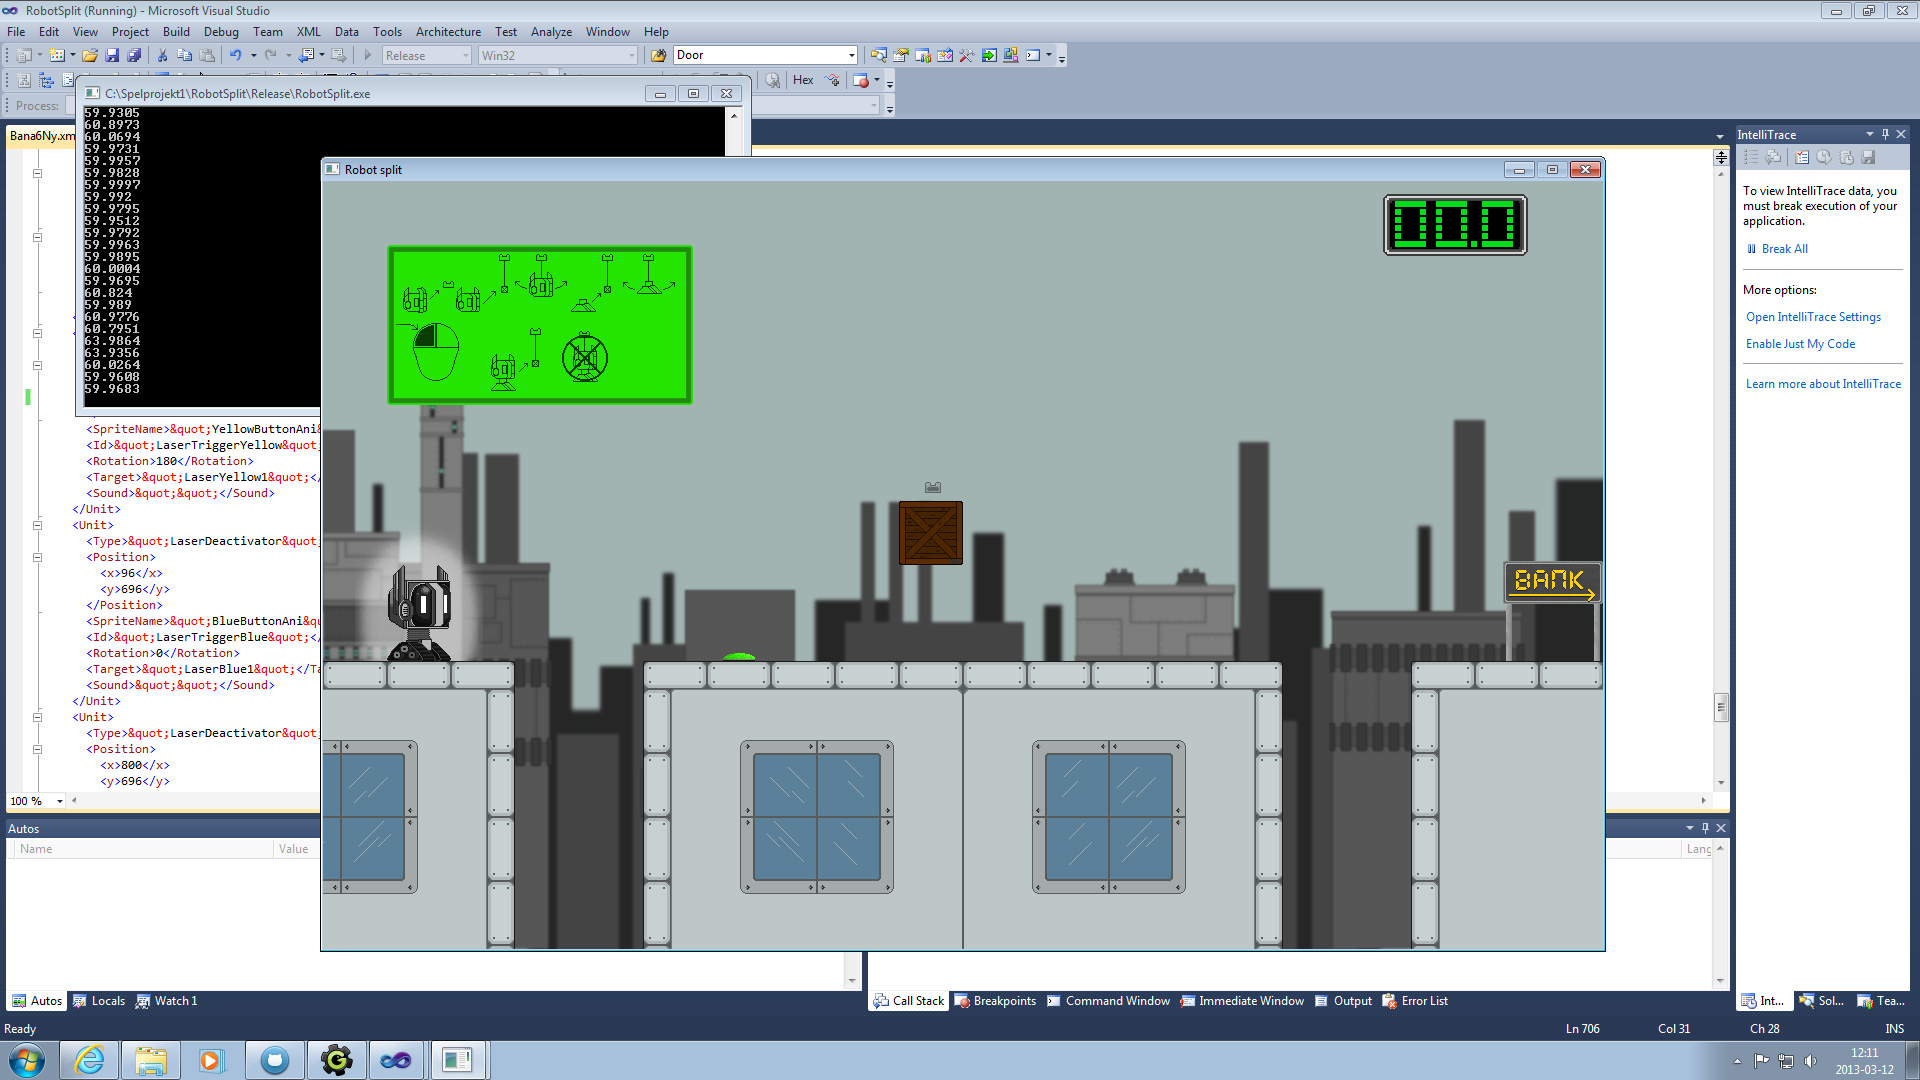 RobotSplit (Running) - Microsoft Visual Studio
File Edit View Project Build Debug Team XML Data Tools Architecture Test Analyze Window Help
Release Win32 Door
Hex
Process:
C:\Spelprojekt1\RobotSplit\Release\RobotSplit.exe
59.9305
60.8973
60.0694
59.9731
59.9957
59.9828
59.9997
59.992
59.9795
59.9512
59.9792
59.9963
59.9895
60.0004
59.9695
60.824
59.989
60.9776
60.7951
63.9864
63.9356
60.0264
59.9608
59.9683
Bana6Ny.xm
Robot split
00.0
BANK
<SpriteName>&quot;YellowButtonAni&
<Id>&quot;LaserTriggerYellow&quot;
<Rotation>180</Rotation>
<Target>&quot;LaserYellow1&quot;</
<Sound>&quot;&quot;</Sound>
</Unit>
<Unit>
<Type>&quot;LaserDeactivator&quot;
<Position>
<x>96</x>
<y>696</y>
</Position>
<SpriteName>&quot;BlueButtonAni&qu
<Id>&quot;LaserTriggerBlue&quot;</
<Rotation>0</Rotation>
<Target>&quot;LaserBlue1&quot;</Ta
<Sound>&quot;&quot;</Sound>
</Unit>
<Unit>
<Type>&quot;LaserDeactivator&quot;
<Position>
<x>800</x>
<y>696</y>
100 %
IntelliTrace
To view IntelliTrace data, you
must break execution of your
application.
Break All
More options:
Open IntelliTrace Settings
Enable Just My Code
Learn more about IntelliTrace
Autos
Name Value
Lang
Autos Locals Watch 1
Call Stack Breakpoints Command Window Immediate Window Output Error List
Int... Sol... Tea...
Ready Ln 706 Col 31 Ch 28 INS
12:11
2013-03-12